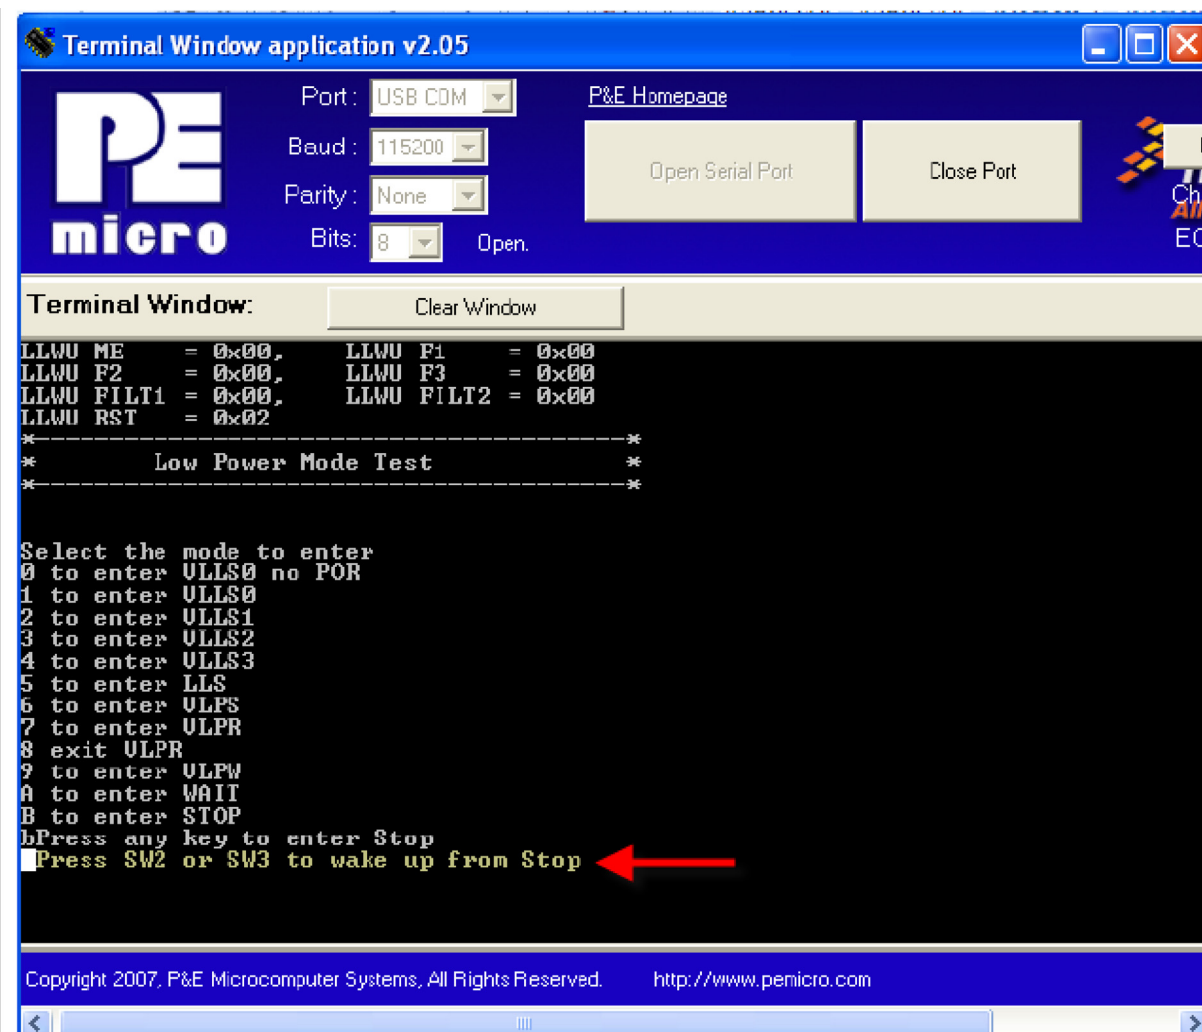 Terminal Window application v2.05
PE
micro
Port: USB COM
Baud: 115200
Parity: None
Bits: 8 Open.
P&E Homepage
Open Serial Port
Close Port
Terminal Window:
Clear Window
LLWU ME = 0x00, LLWU F1 = 0x00
LLWU F2 = 0x00, LLWU F3 = 0x00
LLWU FILT1 = 0x00, LLWU FILT2 = 0x00
LLWU RST = 0x02
*----------------------------------------*
* Low Power Mode Test *
*----------------------------------------*
Select the mode to enter
0 to enter VLLS0 no POR
1 to enter VLLS0
2 to enter VLLS1
3 to enter VLLS2
4 to enter VLLS3
5 to enter LLS
6 to enter VLPS
7 to enter VLPR
8 exit VLPR
9 to enter VLPW
A to enter WAIT
B to enter STOP
bPress any key to enter Stop
Press SW2 or SW3 to wake up from Stop
Copyright 2007, P&E Microcomputer Systems, All Rights Reserved. http://www.pemicro.com